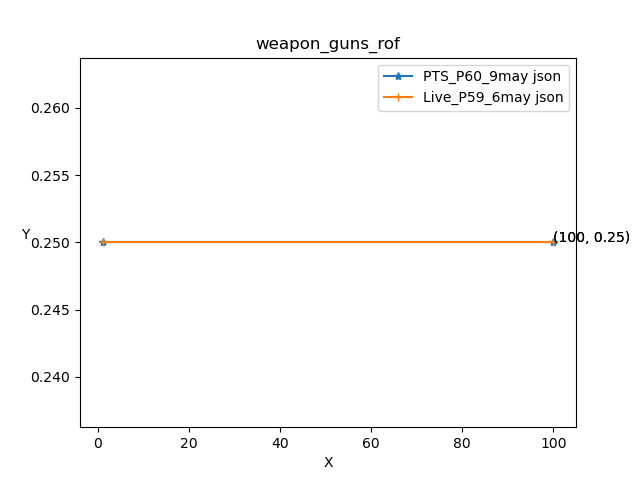 weapon_guns_rof
PTS_P60_9may json
Live_P59_6may json
0.260
0.255
Y
0.250
(100, 0.25)
0.245
0.240
0 20 40 60 80 100
X